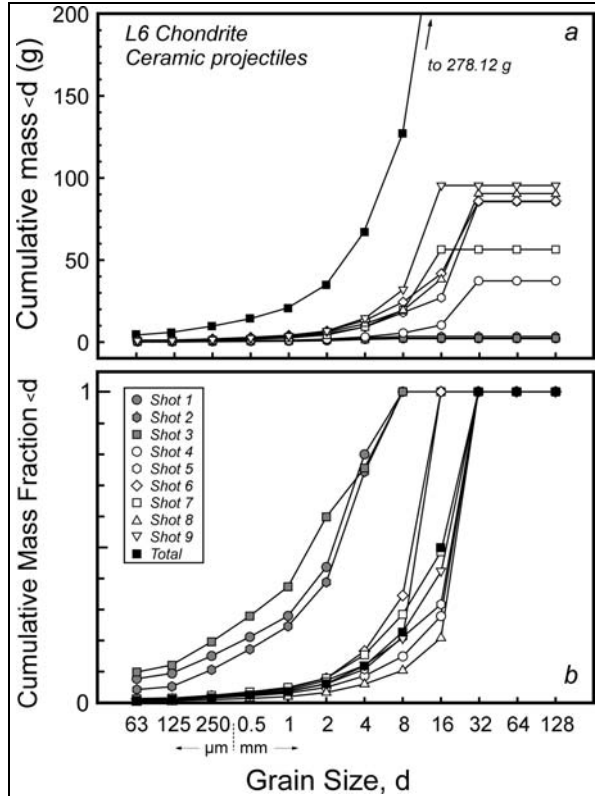 L6 Chondrite
Ceramic projectiles
a
to 278.12 g
Cumulative mass <d (g)
200
150
100
50
0
Cumulative Mass Fraction <d
1
0
Shot 1
Shot 2
Shot 3
Shot 4
Shot 5
Shot 6
Shot 7
Shot 8
Shot 9
Total
b
63 125 250 0.5 1 2 4 8 16 32 64 128
µm mm
Grain Size, d